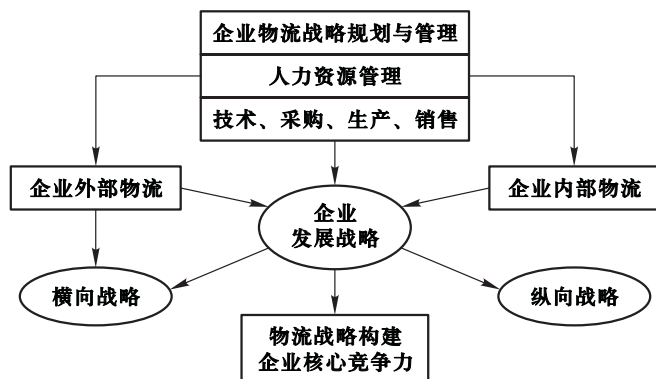 企业物流战略规划与管理
人力资源管理
技术、采购、生产、销售
企业外部物流
企业内部物流
企业
发展战略
横向战略
纵向战略
物流战略构建
企业核心竞争力